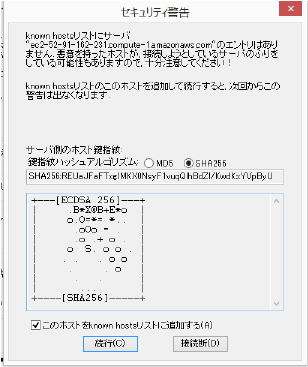 セキュリティ警告
known hostsリストにサーバ
"ec2-52-91-162-231.compute-1.amazonaws.com"のエントリはありま
せん. 悪意を持ったホストが, 接続しようとしているサーバのふりを
している可能性もありますので, 十分注意してください!
known hostsリストのこのホストを追加して続行すると, 次回からこの
警告は出なくなります
サーバ側のホスト鍵指紋:
鍵指紋ハッシュアルゴリズム: MD5 SHA256
+---[ECDSA 256]---+
+----[SHA256]-----+
このホストをknown hostsリストに追加する(A)
続行(C) 接続断(D)